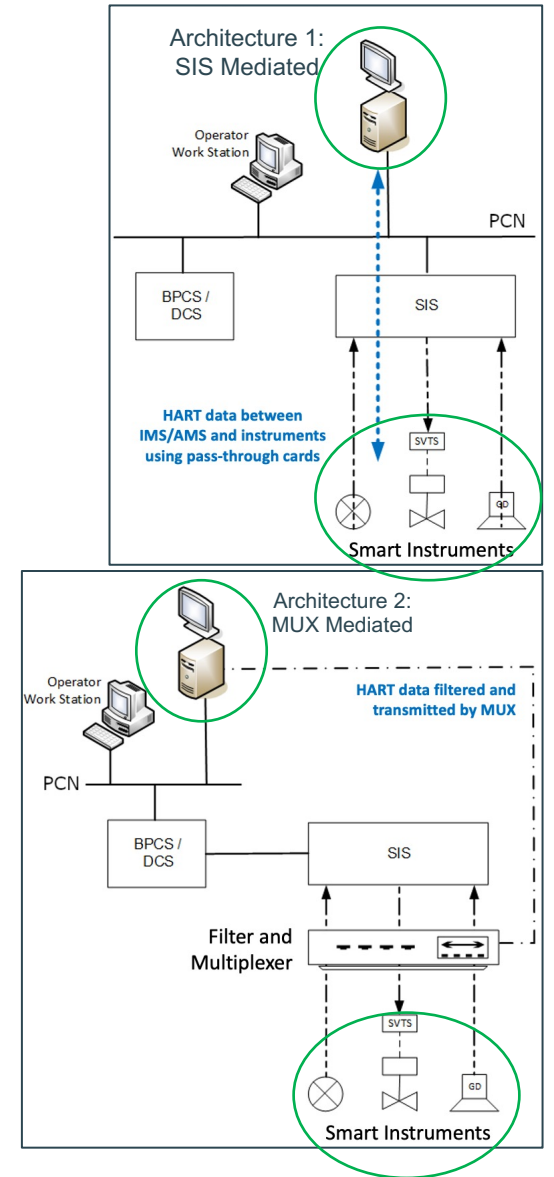 Architecture 1:
SIS Mediated
Operator
Work Station
PCN
BPCS /
DCS
SIS
HART data between
IMS/AMS and instruments
using pass-through cards
SVTS
GD
Smart Instruments
Architecture 2:
MUX Mediated
Operator
Work Station
HART data filtered and
transmitted by MUX
PCN
BPCS /
DCS
SIS
Filter and
Multiplexer
SVTS
GD
Smart Instruments